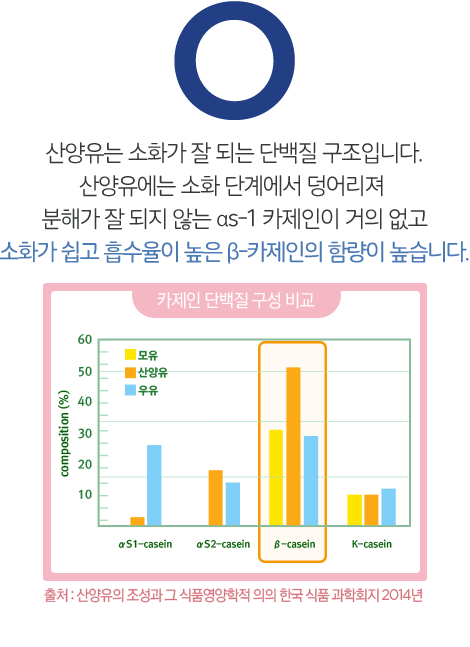 산양유는 소화가 잘 되는 단백질 구조입니다.
산양유에는 소화 단계에서 덩어리져
분해가 잘 되지 않는 αs-1 카제인이 거의 없고
소화가 쉽고 흡수율이 높은 β-카제인의 함량이 높습니다.
카제인 단백질 구성 비교
composition (%)
60
50
40
30
20
10
모유
산양유
우유
αS1-casein
αS2-casein
β-casein
K-casein
출처 : 산양유의 조성과 그 식품영양학적 의의 한국 식품 과학회지 2014년